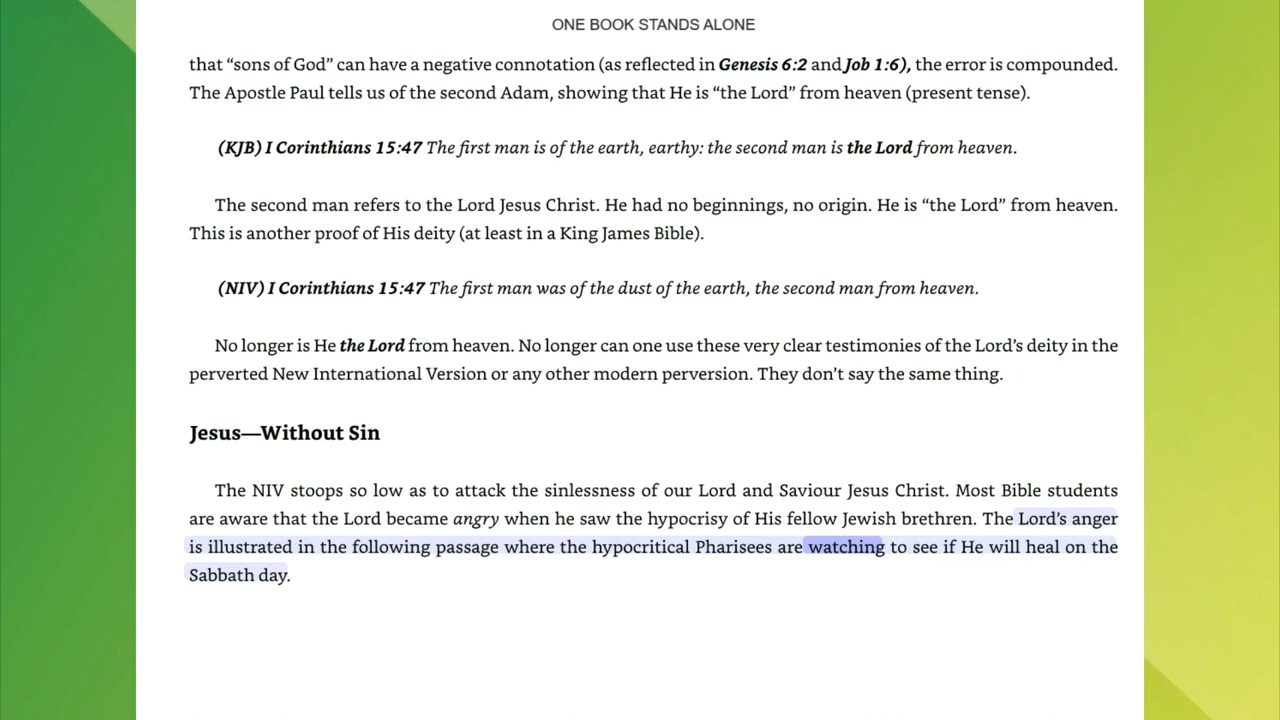 ONE BOOK STANDS ALONE
that “sons of God” can have a negative connotation (as reflected in Genesis 6:2 and Job 1:6), the error is compounded.
The Apostle Paul tells us of the second Adam, showing that He is “the Lord” from heaven (present tense).
(KJB) I Corinthians 15:47 The first man is of the earth, earthy: the second man is the Lord from heaven.
The second man refers to the Lord Jesus Christ. He had no beginnings, no origin. He is “the Lord” from heaven.
This is another proof of His deity (at least in a King James Bible).
(NIV) I Corinthians 15:47 The first man was of the dust of the earth, the second man from heaven.
No longer is He the Lord from heaven. No longer can one use these very clear testimonies of the Lord’s deity in the
perverted New International Version or any other modern perversion. They don’t say the same thing.
Jesus—Without Sin
The NIV stoops so low as to attack the sinlessness of our Lord and Saviour Jesus Christ. Most Bible students
are aware that the Lord became angry when he saw the hypocrisy of His fellow Jewish brethren. The Lord’s anger
is illustrated in the following passage where the hypocritical Pharisees are watching to see if He will heal on the
Sabbath day.